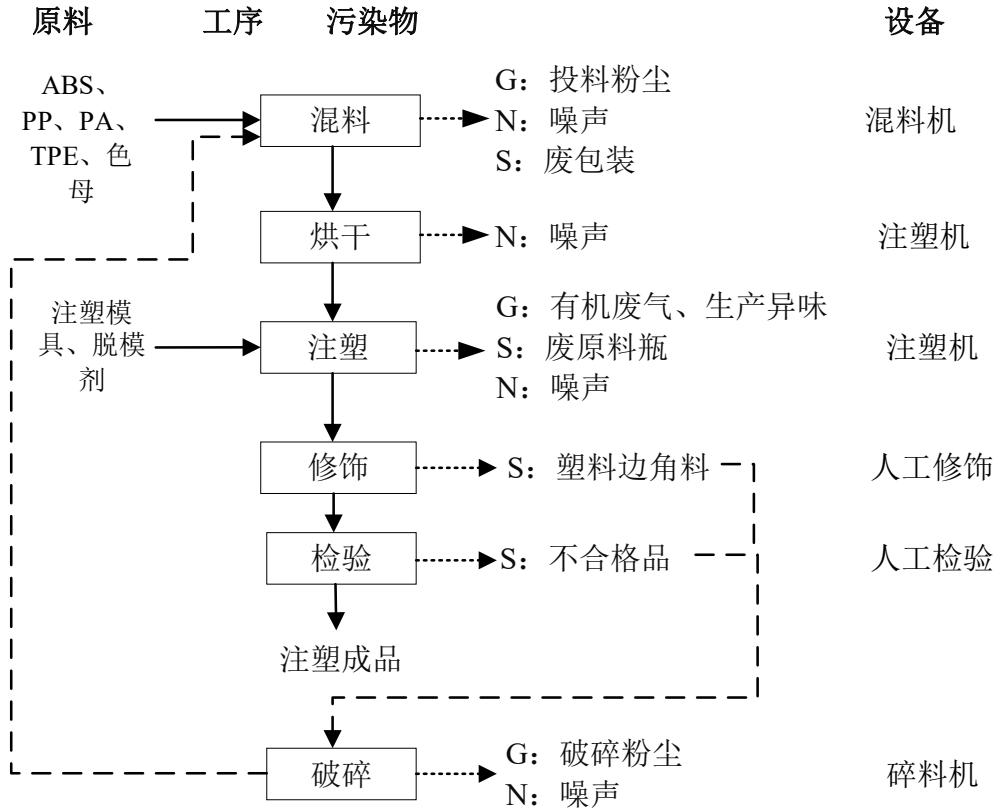 原料 工序 污染物 设备
ABS、
PP、PA、
TPE、色
母
混料
G：投料粉尘
N：噪声
S：废包装
混料机
烘干
N：噪声
注塑机
注塑模
具、脱模
剂
注塑
G：有机废气、生产异味
S：废原料瓶
N：噪声
注塑机
修饰
S：塑料边角料
人工修饰
检验
S：不合格品
人工检验
注塑成品
破碎
G：破碎粉尘
N：噪声
碎料机